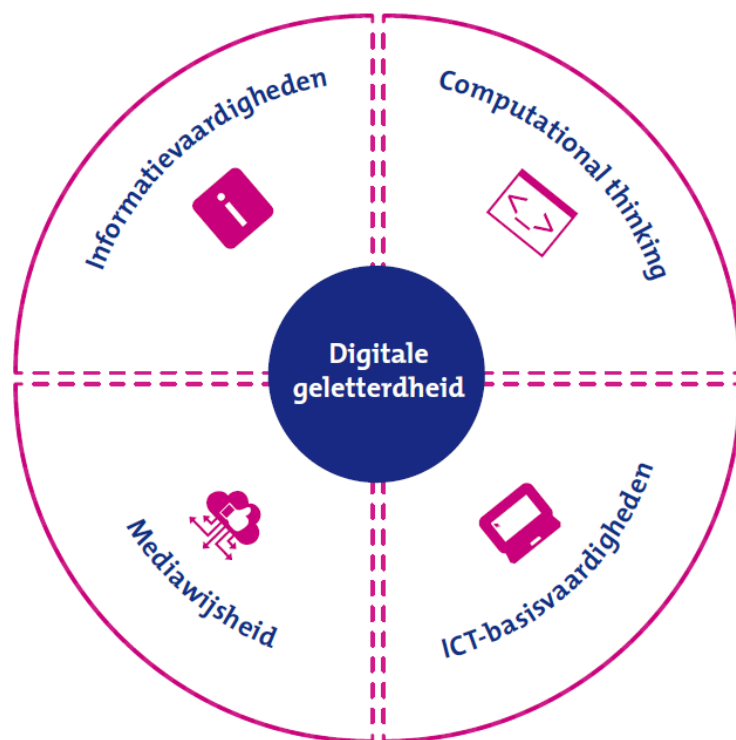 Informatievaardigheden
Computational thinking
Digitale
geletterdheid
Mediawijsheid
ICT-basisvaardigheden